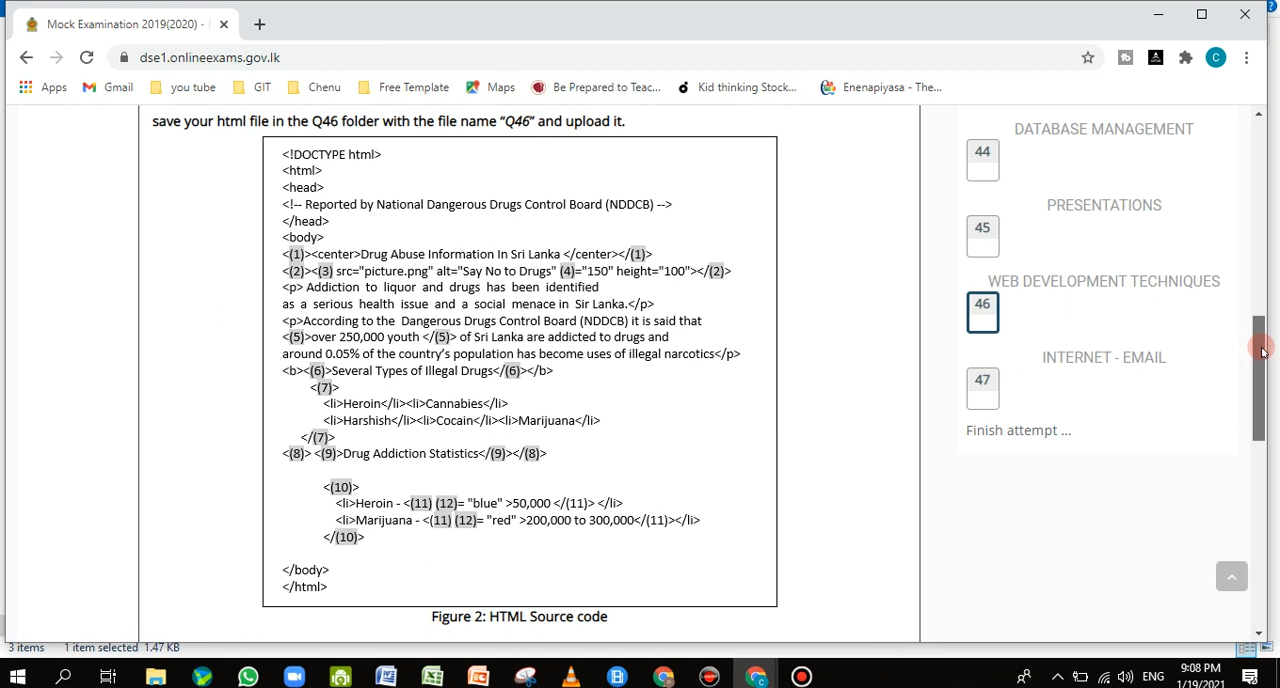 Mock Examination 2019(2020) -
dse1.onlineexams.gov.lk
C
Apps Gmail you tube GIT Chenu Free Template Maps Be Prepared to Teac... Kid thinking Stock... Enenapiyasa - The...
save your html file in the Q46 folder with the file name “Q46” and upload it.
<!DOCTYPE html>
<html>
<head>
<!-- Reported by National Dangerous Drugs Control Board (NDDCB) -->
</head>
<body>
<(1)><center>Drug Abuse Information In Sri Lanka </center></(1)>
<(2)><(3) src="picture.png" alt="Say No to Drugs" (4)="150" height="100"></(2)>
<p> Addiction to liquor and drugs has been identified
as a serious health issue and a social menace in Sir Lanka.</p>
<p>According to the Dangerous Drugs Control Board (NDDCB) it is said that
<(5)>over 250,000 youth </(5)> of Sri Lanka are addicted to drugs and
around 0.05% of the country’s population has become uses of illegal narcotics</p>
<b><(6)>Several Types of Illegal Drugs</(6)></b>
<(7)>
<li>Heroin</li><li>Cannabies</li>
<li>Harshish</li><li>Cocain</li><li>Marijuana</li>
</(7)>
<(8)> <(9)>Drug Addiction Statistics</(9)></(8)>
<(10)>
<li>Heroin - <(11) (12)= "blue" >50,000 </(11)> </li>
<li>Marijuana - <(11) (12)= "red" >200,000 to 300,000</(11)></li>
</(10)>
</body>
</html>
Figure 2: HTML Source code
DATABASE MANAGEMENT
44
PRESENTATIONS
45
WEB DEVELOPMENT TECHNIQUES
46
INTERNET - EMAIL
47
Finish attempt ...
3 items 1 item selected 1.47 KB
ENG
9:08 PM
1/19/2021